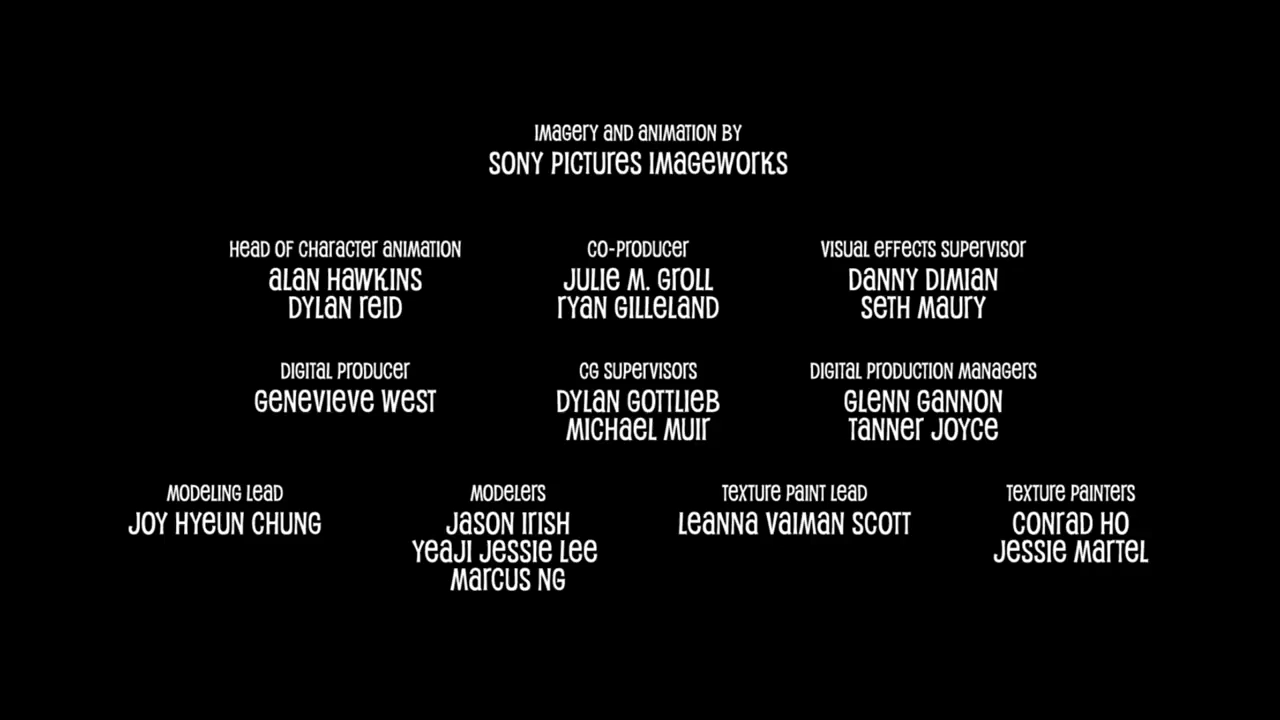 IMAGERY AND ANIMATION BY
SONY PICTURES IMAGEWORKS
HEAD OF CHARACTER ANIMATION
ALAN HAWKINS
DYLAN REID
CO-PRODUCER
JULIE M. GROLL
RYAN GILLELAND
VISUAL EFFECTS SUPERVISOR
DANNY DIMIAN
SETH MAURY
DIGITAL PRODUCER
GENEVIEVE WEST
CG SUPERVISORS
DYLAN GOTTLIEB
MICHAEL MUIR
DIGITAL PRODUCTION MANAGERS
GLENN GANNON
TANNER JOYCE
MODELING LEAD
JOY HYEUN CHUNG
MODELERS
JASON IRISH
YEAJI JESSIE LEE
MARCUS NG
TEXTURE PAINT LEAD
LEANNA VAIMAN SCOTT
TEXTURE PAINTERS
CONRAD HO
JESSIE MARTEL